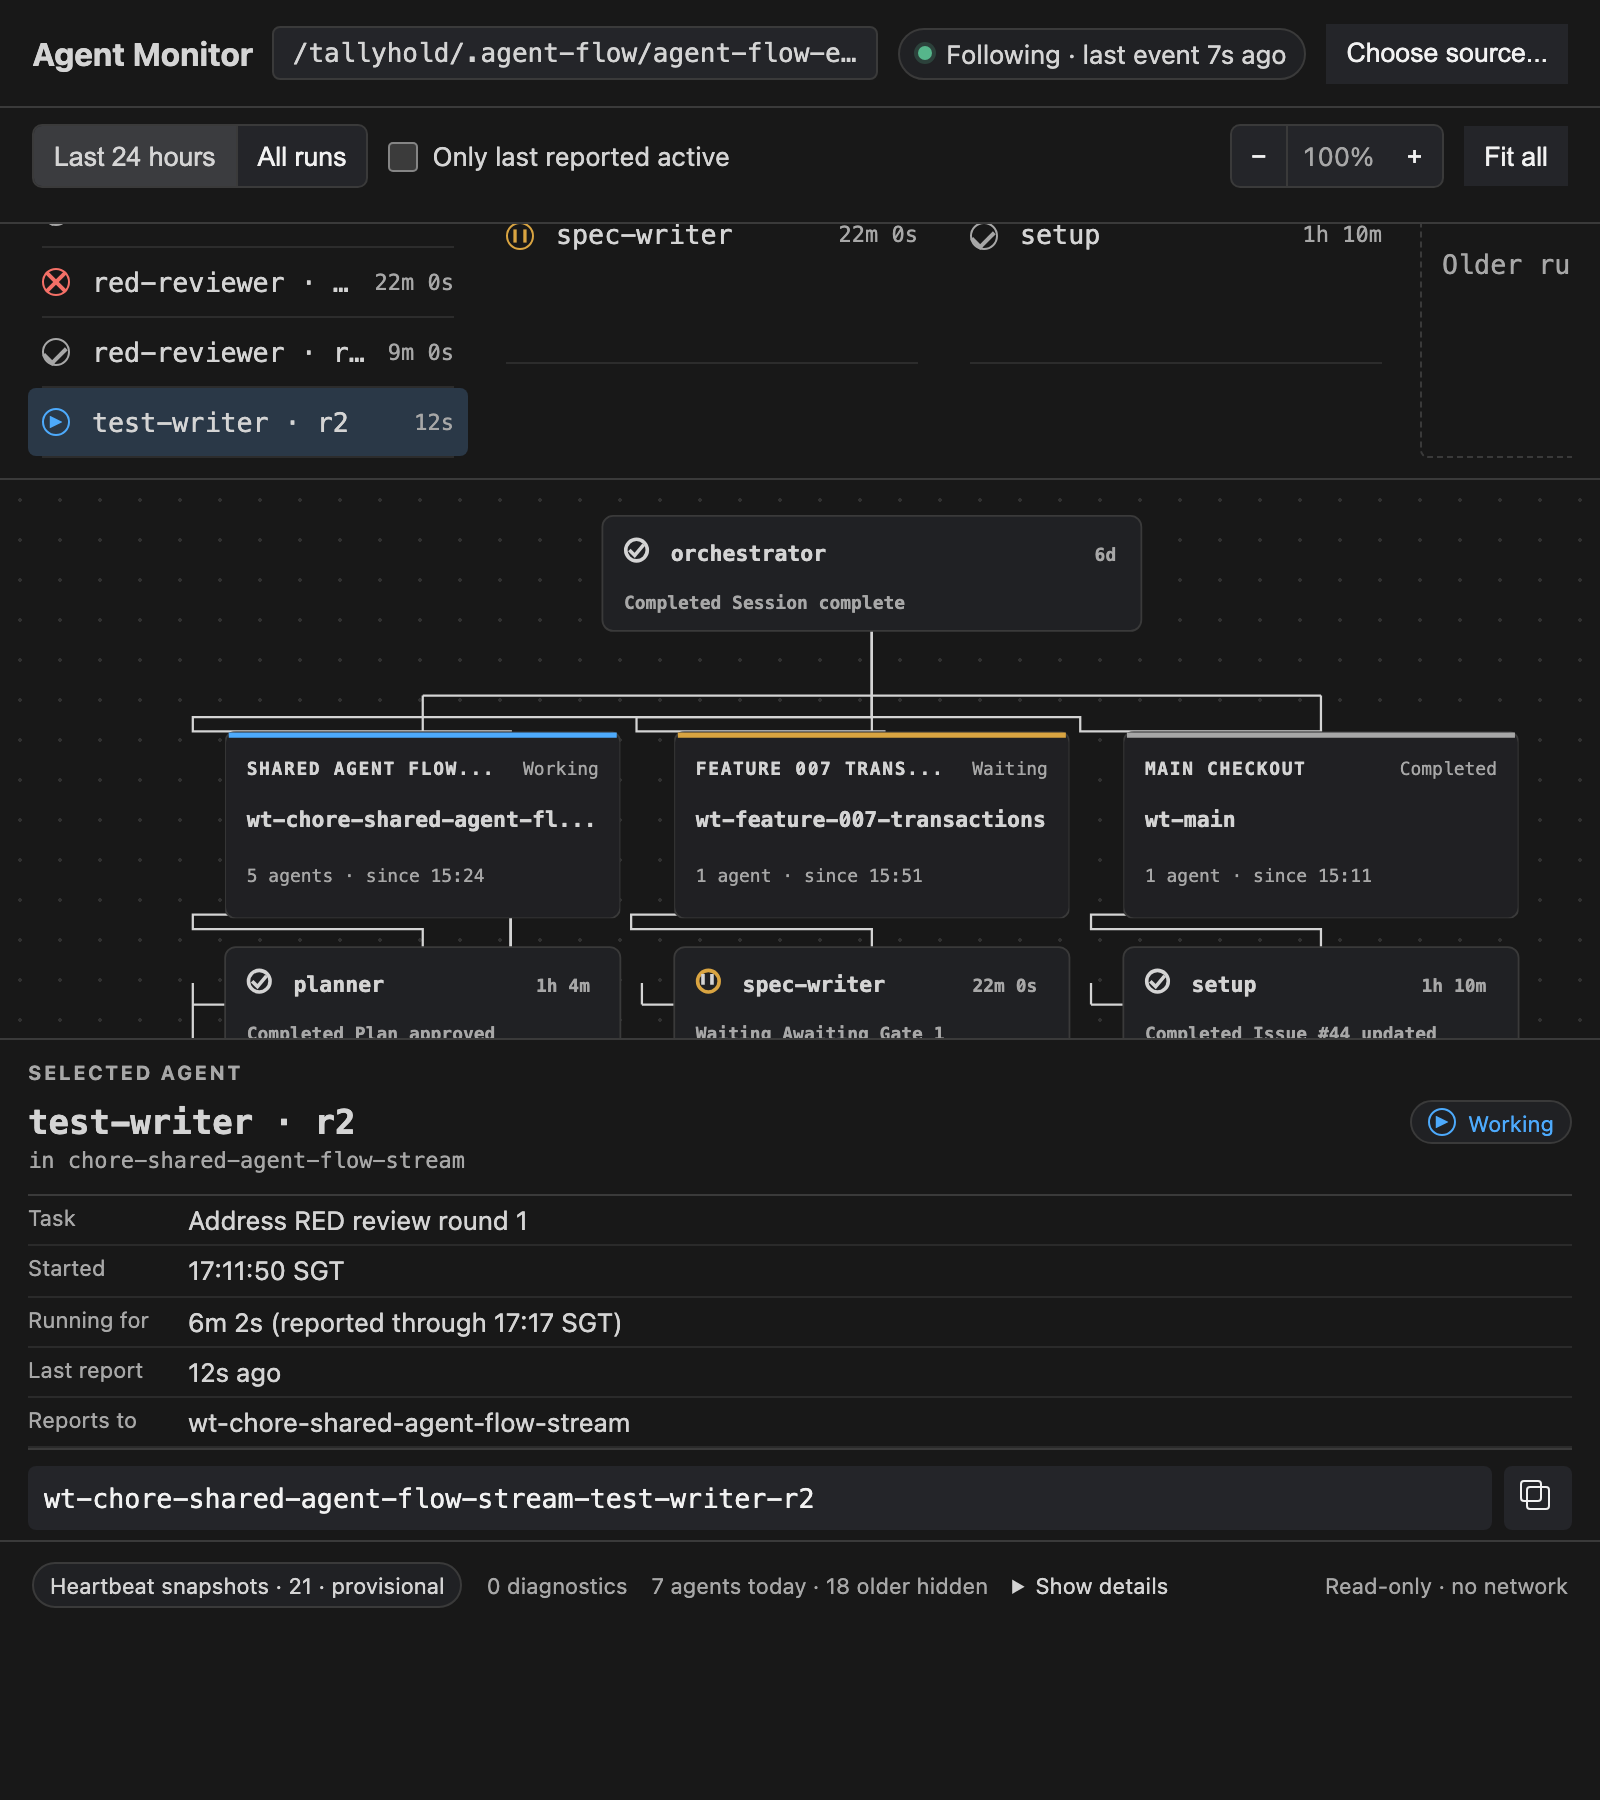 Agent Monitor
/tallyhold/.agent-flow/agent-flow-e…
Following · last event 7s ago
Choose source...
Last 24 hours
All runs
Only last reported active
−
100%
+
Fit all
red-reviewer · … 22m 0s
red-reviewer · r… 9m 0s
test-writer · r2 12s
spec-writer 22m 0s
setup 1h 10m
Older ru
orchestrator 6d
Completed Session complete
SHARED AGENT FLOW... Working
wt-chore-shared-agent-fl...
5 agents · since 15:24
FEATURE 007 TRANS... Waiting
wt-feature-007-transactions
1 agent · since 15:51
MAIN CHECKOUT Completed
wt-main
1 agent · since 15:11
planner 1h 4m
Completed Plan approved
spec-writer 22m 0s
Waiting Awaiting Gate 1
setup 1h 10m
Completed Issue #44 updated
SELECTED AGENT
test-writer · r2
Working
in chore-shared-agent-flow-stream
Task Address RED review round 1
Started 17:11:50 SGT
Running for 6m 2s (reported through 17:17 SGT)
Last report 12s ago
Reports to wt-chore-shared-agent-flow-stream
wt-chore-shared-agent-flow-stream-test-writer-r2
Heartbeat snapshots · 21 · provisional
0 diagnostics
7 agents today · 18 older hidden
Show details
Read-only · no network